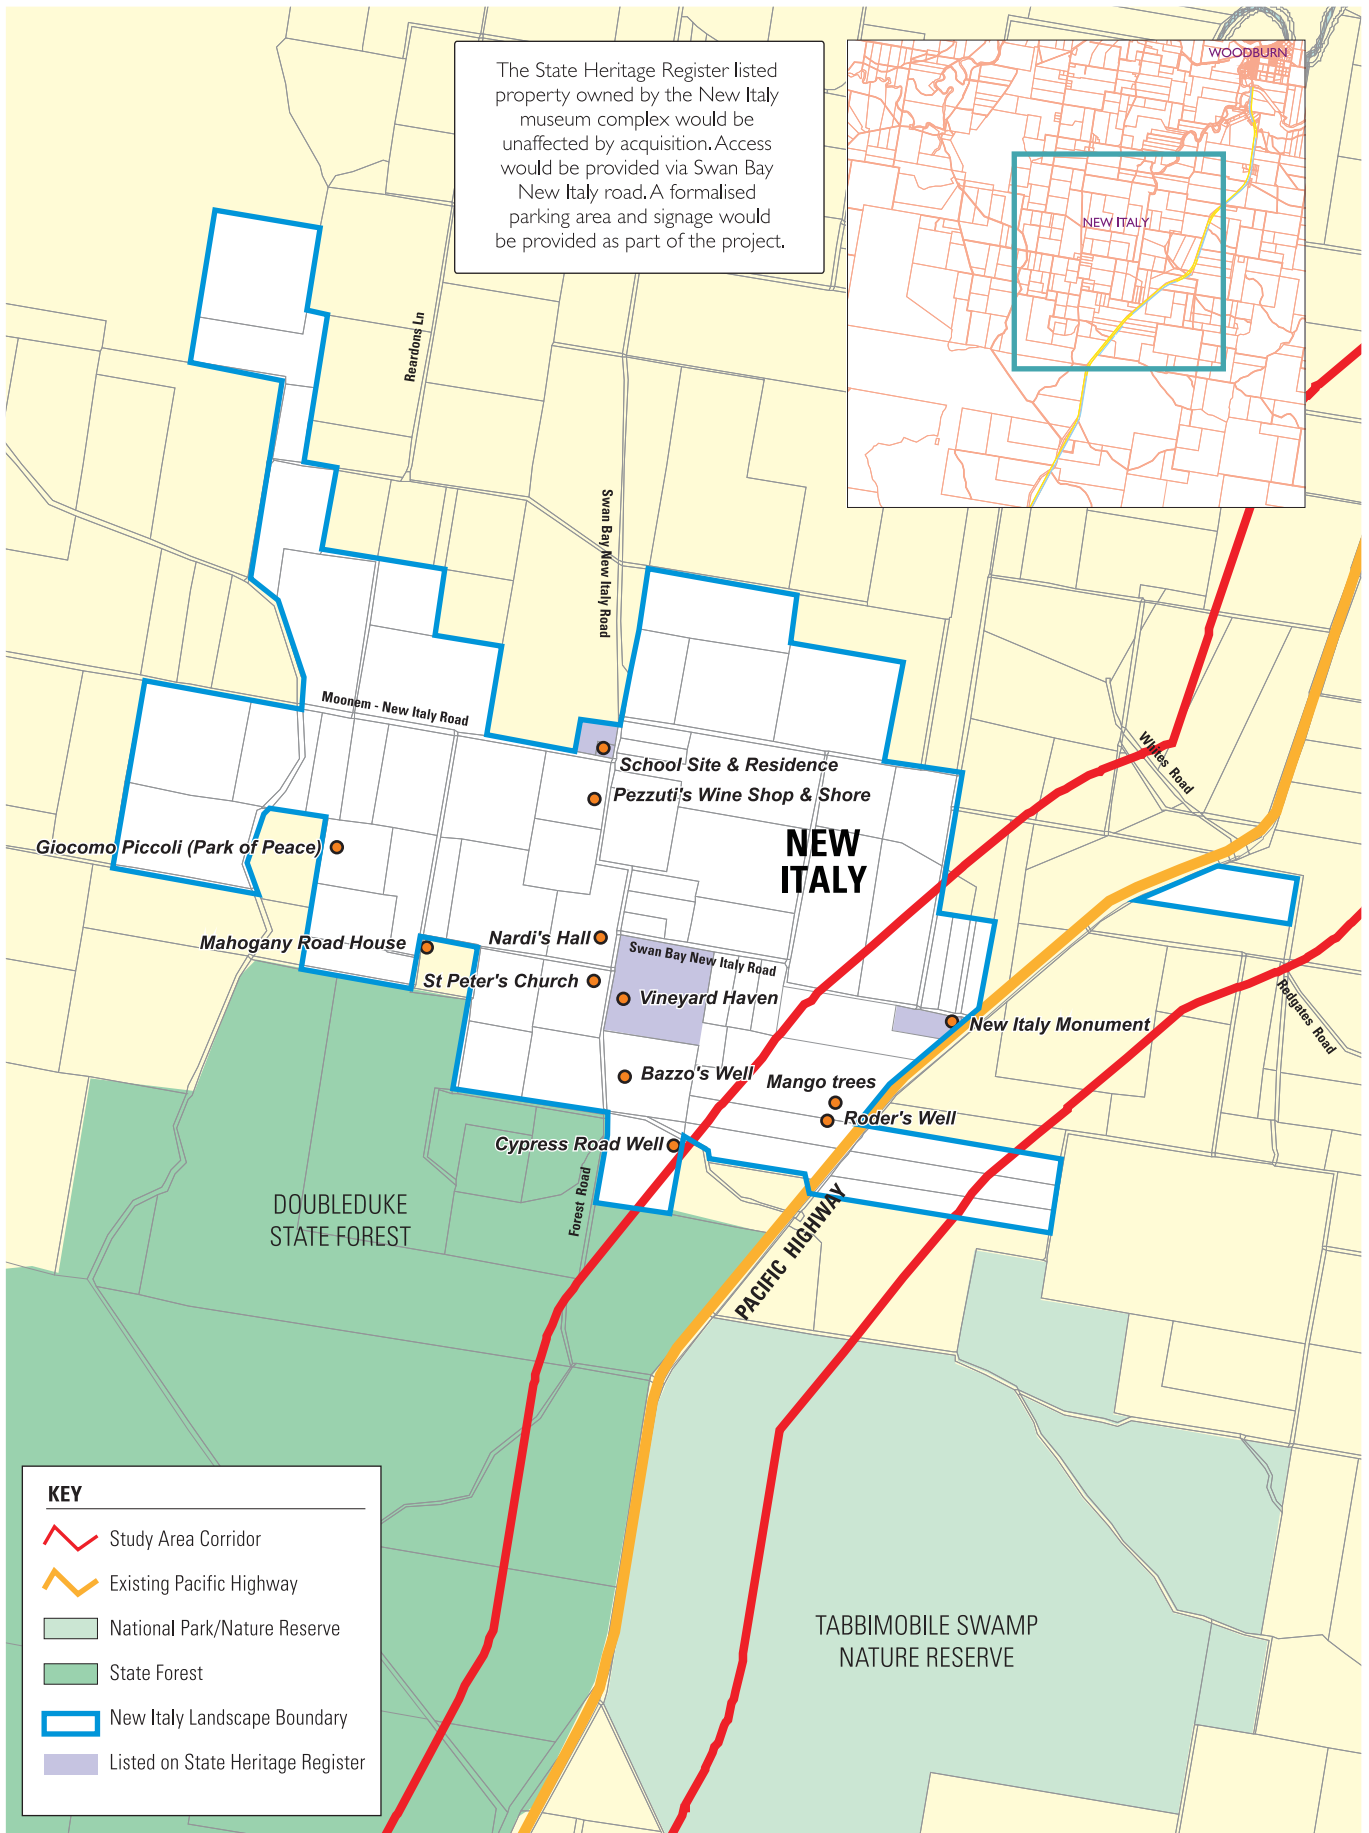 The State Heritage Register listed
property owned by the New Italy
museum complex would be
unaffected by acquisition. Access
would be provided via Swan Bay
New Italy road. A formalised
parking area and signage would
be provided as part of the project.
WOODBURN
NEW ITALY
Reardons Ln
Swan Bay New Italy Road
Moonem - New Italy Road
Whites Road
School Site & Residence
Pezzuti's Wine Shop & Shore
NEW
ITALY
Giocomo Piccoli (Park of Peace)
Mahogany Road House
Nardi's Hall
Swan Bay New Italy Road
St Peter's Church
Vineyard Haven
New Italy Monument
Redgates Road
Bazzo's Well
Mango trees
Roder's Well
Cypress Road Well
Forest Road
DOUBLEDUKE
STATE FOREST
PACIFIC HIGHWAY
KEY
Study Area Corridor
Existing Pacific Highway
National Park/Nature Reserve
State Forest
New Italy Landscape Boundary
Listed on State Heritage Register
TABBIMOBILE SWAMP
NATURE RESERVE